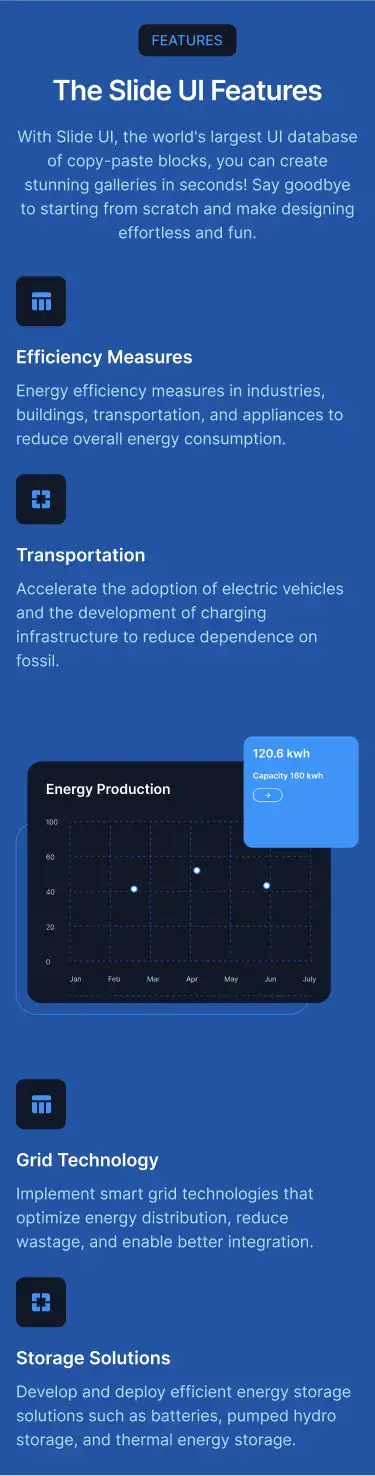 FEATURES
The Slide UI Features
With Slide UI, the world's largest UI database
of copy-paste blocks, you can create
stunning galleries in seconds! Say goodbye
to starting from scratch and make designing
effortless and fun.
Efficiency Measures
Energy efficiency measures in industries,
buildings, transportation, and appliances to
reduce overall energy consumption.
Transportation
Accelerate the adoption of electric vehicles
and the development of charging
infrastructure to reduce dependence on
fossil.
120.6 kwh
Capacity 160 kwh
Energy Production
100
60
40
20
0
Jan Feb Mar Apr May Jun July
Grid Technology
Implement smart grid technologies that
optimize energy distribution, reduce
wastage, and enable better integration.
Storage Solutions
Develop and deploy efficient energy storage
solutions such as batteries, pumped hydro
storage, and thermal energy storage.